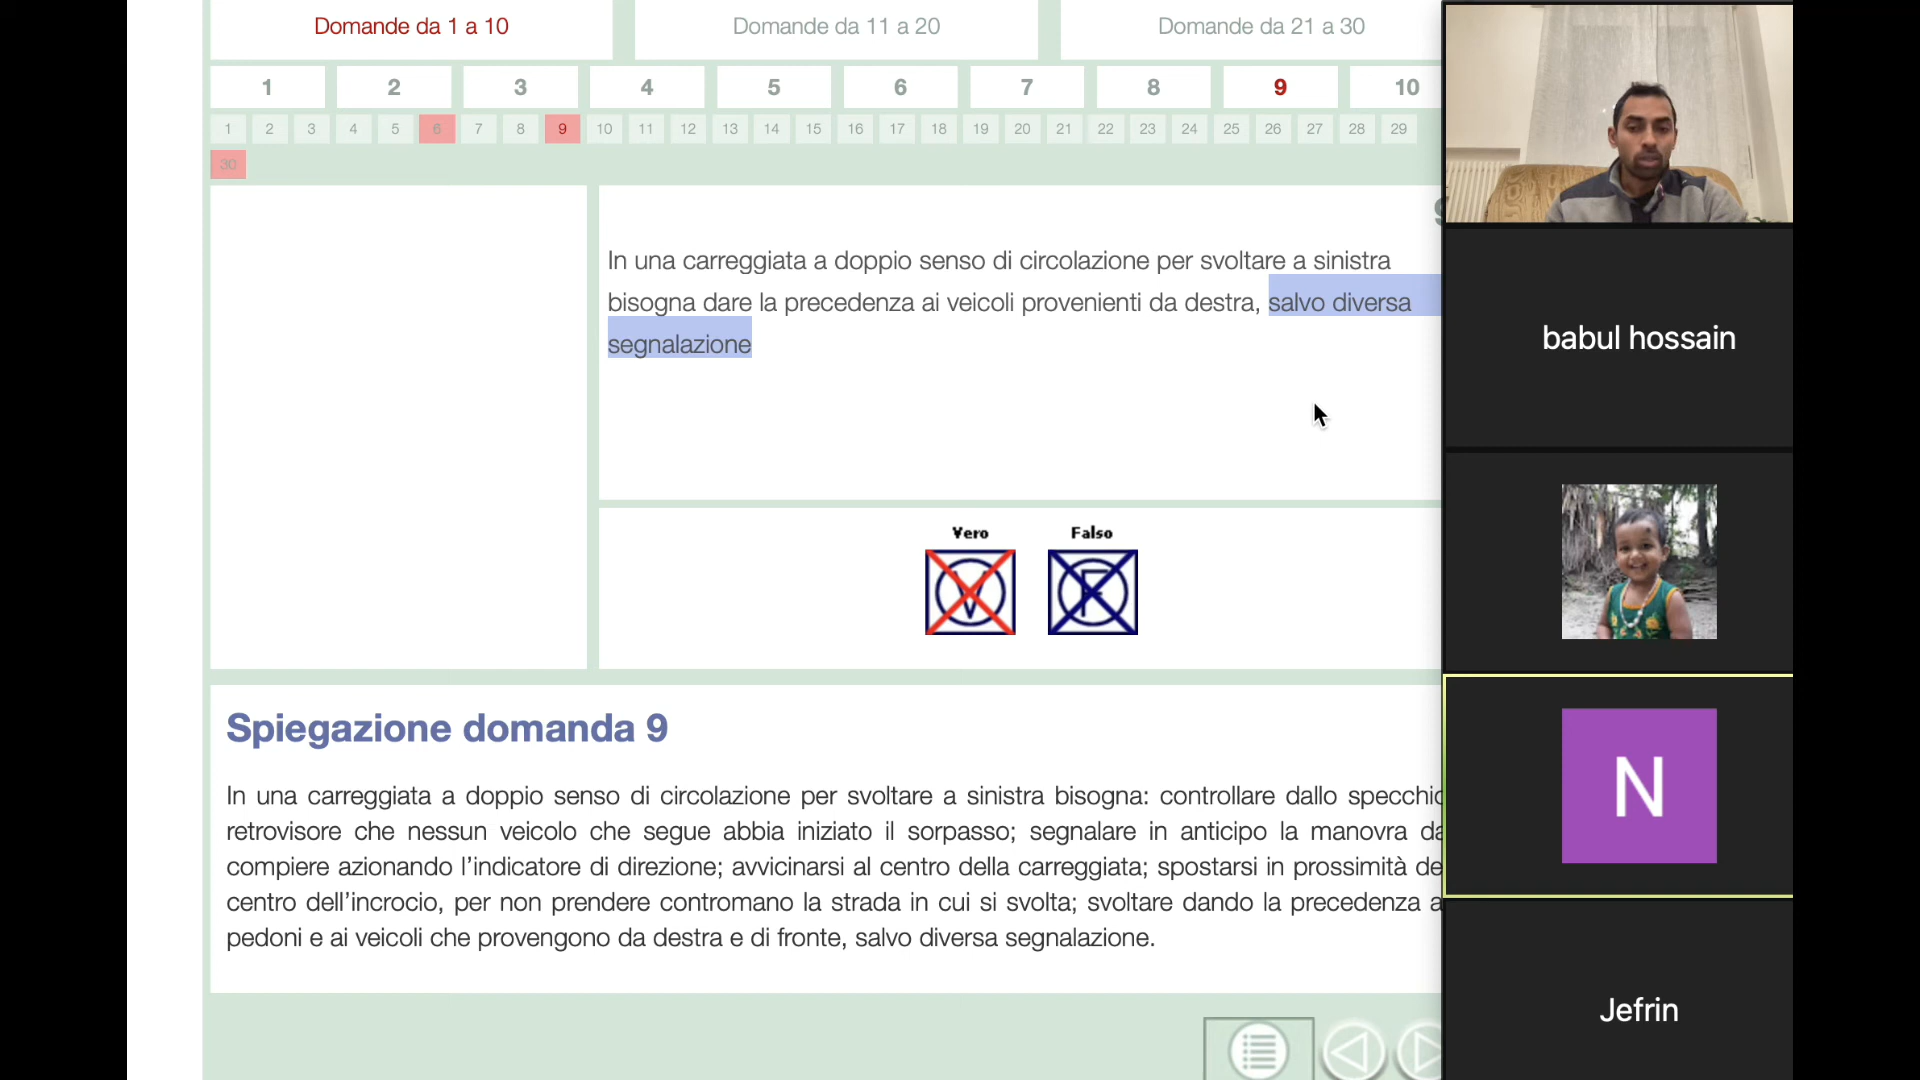 Domande da 1 a 10
Domande da 11 a 20
Domande da 21 a 30
1 2 3 4 5 6 7 8 9 10
1 2 3 4 5 6 7 8 9 10 11 12 13 14 15 16 17 18 19 20 21 22 23 24 25 26 27 28 29
30
In una carreggiata a doppio senso di circolazione per svoltare a sinistra
bisogna dare la precedenza ai veicoli provenienti da destra, salvo diversa
segnalazione
Vero Falso
V F
Spiegazione domanda 9
In una carreggiata a doppio senso di circolazione per svoltare a sinistra bisogna: controllare dallo specchio
retrovisore che nessun veicolo che segue abbia iniziato il sorpasso; segnalare in anticipo la manovra da
compiere azionando l'indicatore di direzione; avvicinarsi al centro della carreggiata; spostarsi in prossimità de
centro dell'incrocio, per non prendere contromano la strada in cui si svolta; svoltare dando la precedenza a
pedoni e ai veicoli che provengono da destra e di fronte, salvo diversa segnalazione.
babul hossain
N
Jefrin